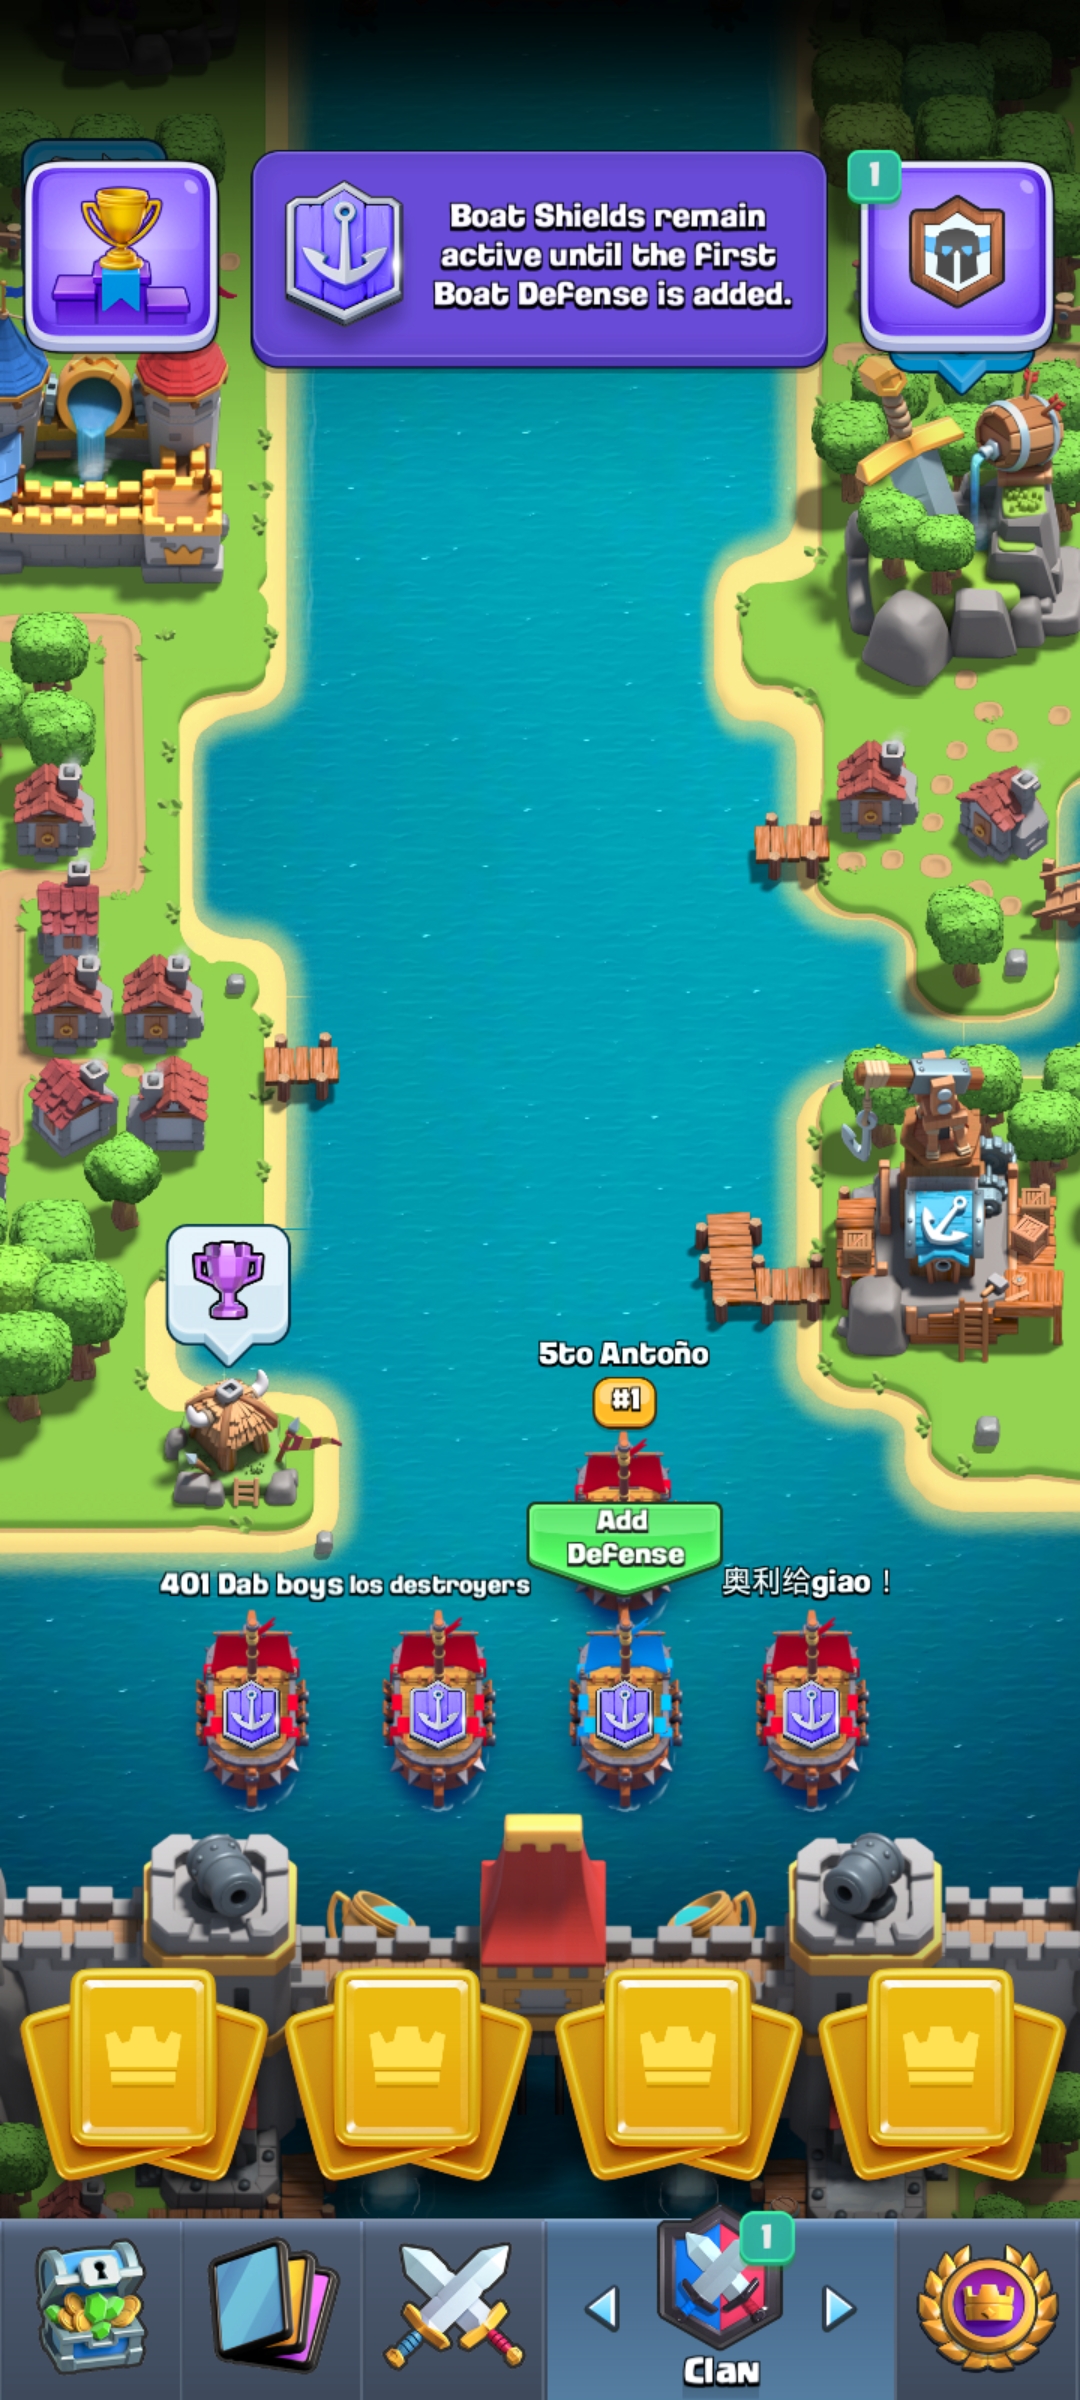 1
Boat Shields remain
active until the first
Boat Defense is added.
5to Antoño
#1
Add
Defense
401 Dab boys los destroyers
奥利给giao！
1
Clan